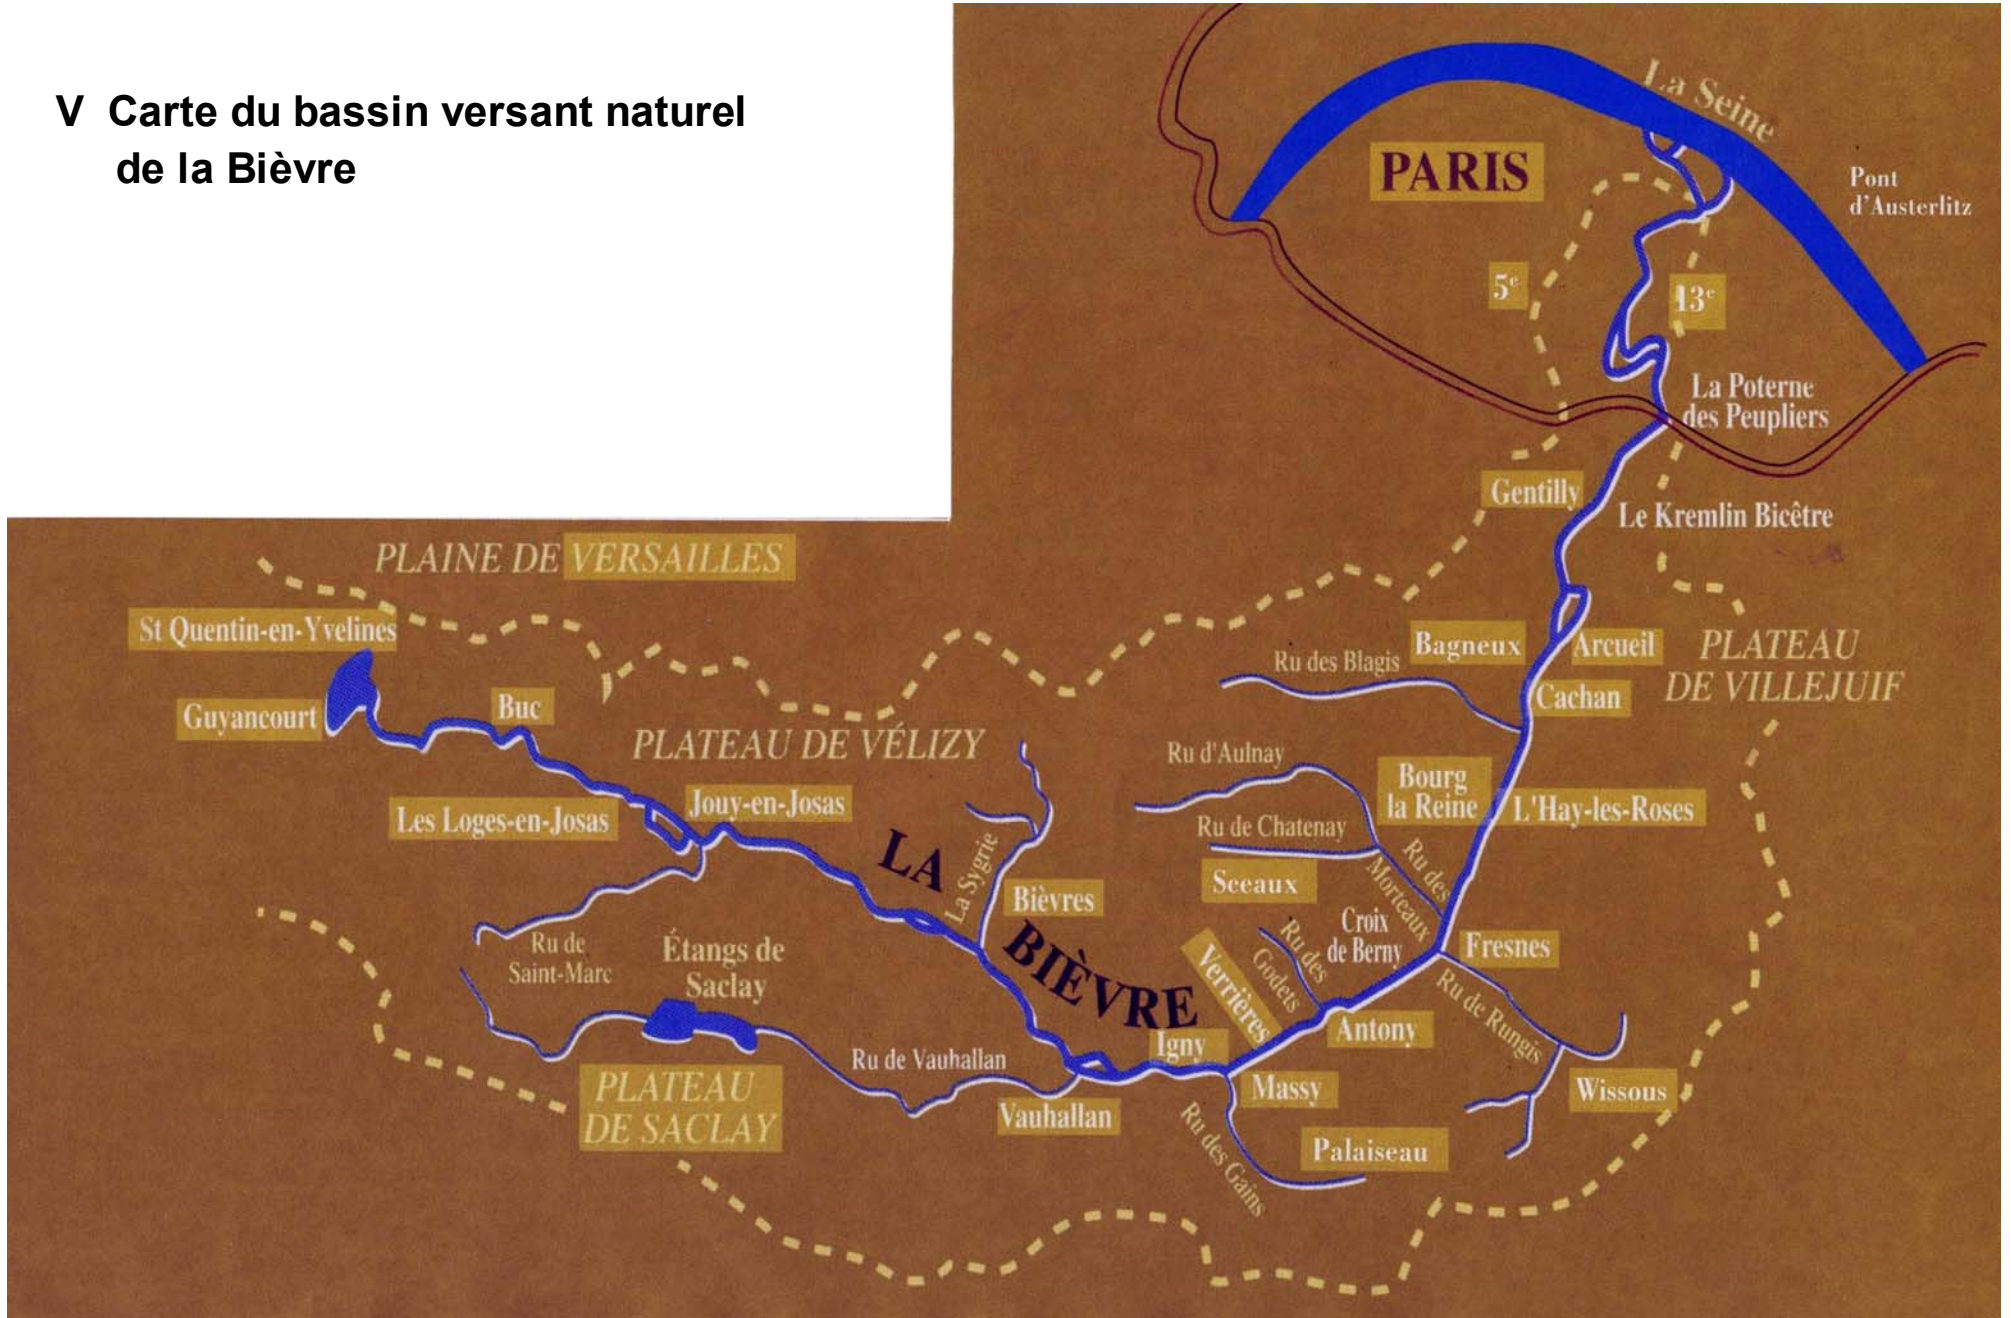 V Carte du bassin versant naturel
de la Bièvre
La Seine
PARIS
Pont
d'Austerlitz
5e
13e
La Poterne
des Peupliers
Gentilly
Le Kremlin Bicêtre
PLAINE DE VERSAILLES
St Quentin-en-Yvelines
Guyancourt
Buc
PLATEAU DE VÉLIZY
Les Loges-en-Josas
Jouy-en-Josas
Ru des Blagis
Bagneux
Arcueil
PLATEAU
DE VILLEJUIF
Cachan
Ru d'Aulnay
Bourg
la Reine
L'Hay-les-Roses
Ru de Chatenay
Ru des
Morteaux
Sceaux
LA
BIÈVRE
La Sygrie
Bièvres
Croix
de Berny
Fresnes
Ru des
Godets
Verrières
Ru de
Saint-Marc
Étangs de
Saclay
Ru de Rungis
Antony
Igny
Ru de Vauhallan
Massy
Wissous
PLATEAU
DE SACLAY
Vauhallan
Ru des Gains
Palaiseau